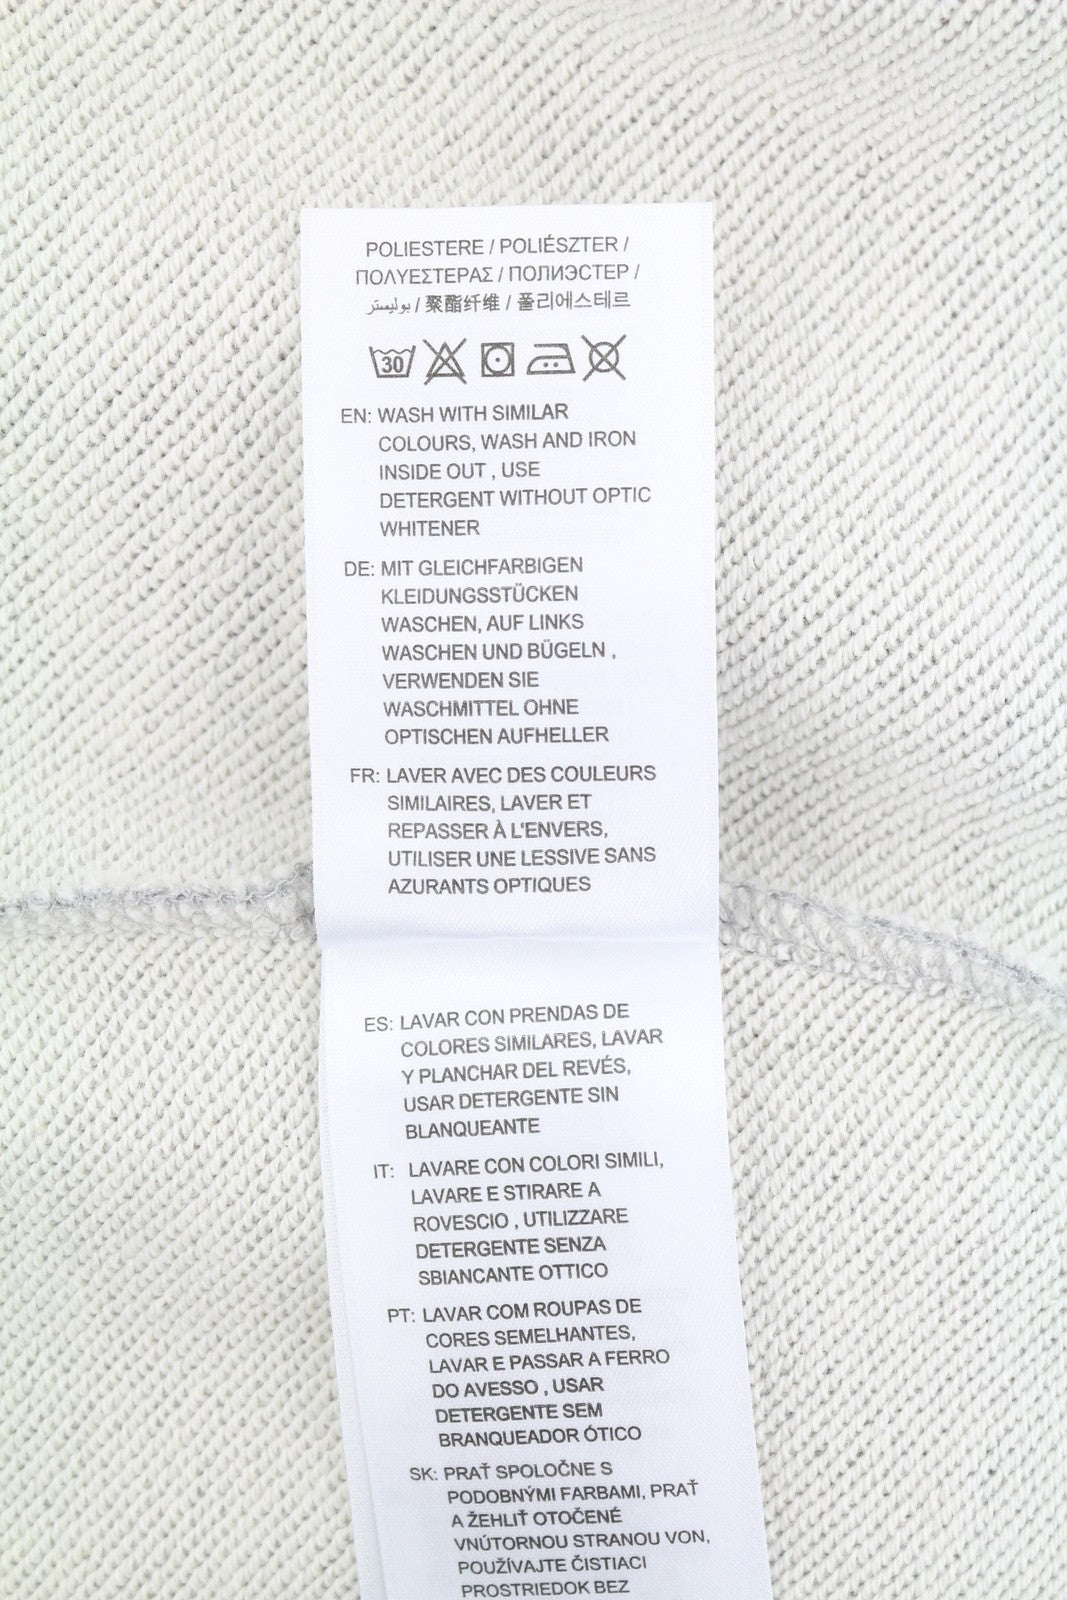 POLIESTERE / POLIÉSZTER /
ΠΟΛΥΕΣΤΕΡΑΣ / ПОЛИЭСТЕР /
بوليستر / 聚酯纤维 / 폴리에스테르
30
EN: WASH WITH SIMILAR
COLOURS, WASH AND IRON
INSIDE OUT , USE
DETERGENT WITHOUT OPTIC
WHITENER
DE: MIT GLEICHFARBIGEN
KLEIDUNGSSTÜCKEN
WASCHEN, AUF LINKS
WASCHEN UND BÜGELN ,
VERWENDEN SIE
WASCHMITTEL OHNE
OPTISCHEN AUFHELLER
FR: LAVER AVEC DES COULEURS
SIMILAIRES, LAVER ET
REPASSER À L'ENVERS,
UTILISER UNE LESSIVE SANS
AZURANTS OPTIQUES
ES: LAVAR CON PRENDAS DE
COLORES SIMILARES, LAVAR
Y PLANCHAR DEL REVÉS,
USAR DETERGENTE SIN
BLANQUEANTE
IT: LAVARE CON COLORI SIMILI,
LAVARE E STIRARE A
ROVESCIO , UTILIZZARE
DETERGENTE SENZA
SBIANCANTE OTTICO
PT: LAVAR COM ROUPAS DE
CORES SEMELHANTES,
LAVAR E PASSAR A FERRO
DO AVESSO , USAR
DETERGENTE SEM
BRANQUEADOR ÓTICO
SK: PRAŤ SPOLOČNE S
PODOBNÝMI FARBAMI, PRAŤ
A ŽEHLIŤ OTOČENÉ
VNÚTORNOU STRANOU VON,
POUŽÍVAJTE ČISTIACI
PROSTRIEDOK BEZ